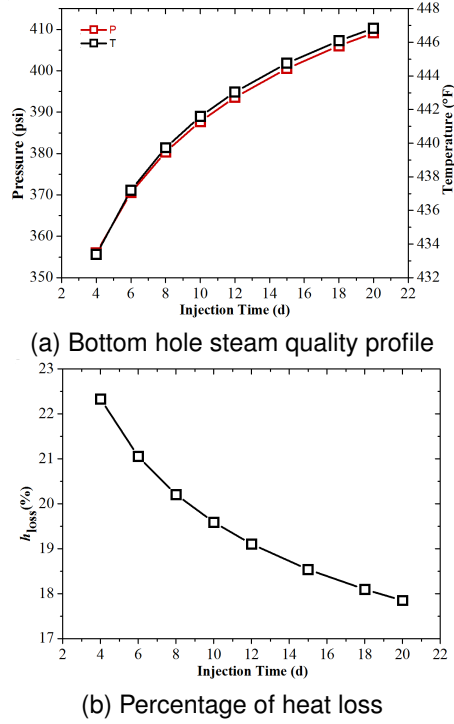 P
T
410
400
390
380
370
360
350
Pressure (psi)
448
446
444
442
440
438
436
434
432
Temperature (°F)
2 4 6 8 10 12 14 16 18 20 22
Injection Time (d)
(a) Bottom hole steam quality profile
23
22
21
20
19
18
17
hloss(%)
2 4 6 8 10 12 14 16 18 20 22
Injection Time (d)
(b) Percentage of heat loss